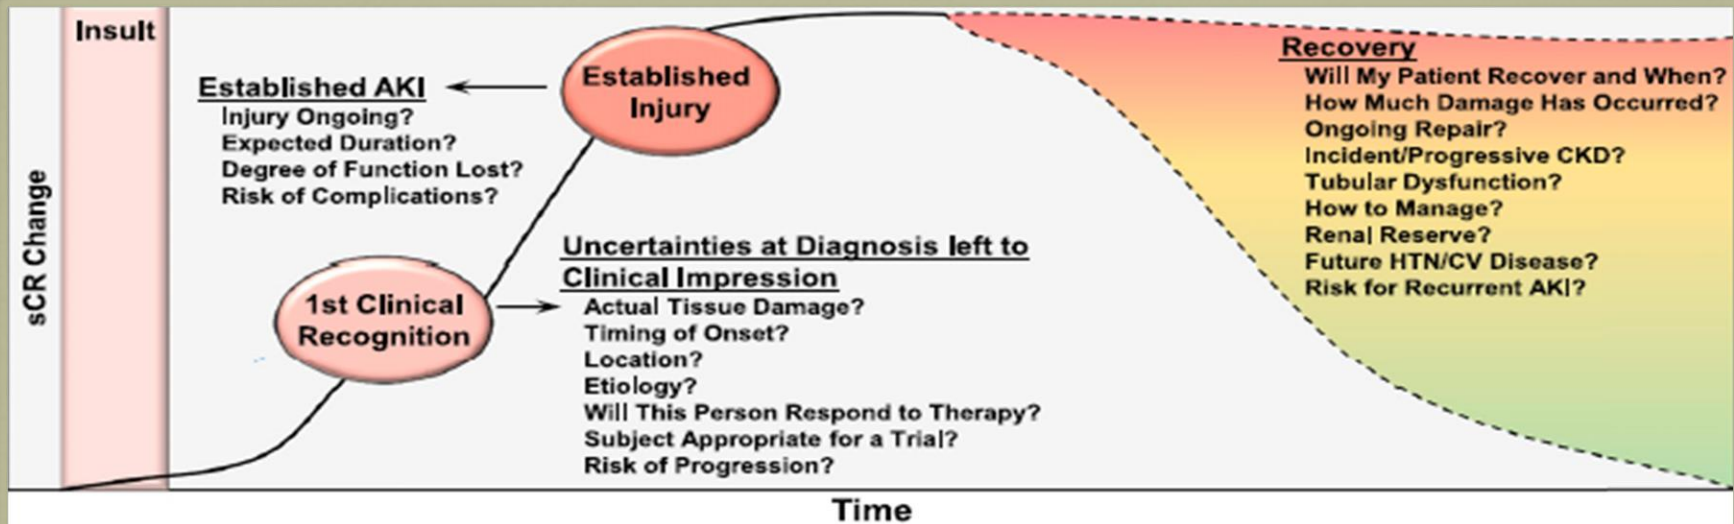 Insult
sCR Change
Established AKI
Injury Ongoing?
Expected Duration?
Degree of Function Lost?
Risk of Complications?
Established
Injury
1st Clinical
Recognition
Uncertainties at Diagnosis left to
Clinical Impression
Actual Tissue Damage?
Timing of Onset?
Location?
Etiology?
Will This Person Respond to Therapy?
Subject Appropriate for a Trial?
Risk of Progression?
Recovery
Will My Patient Recover and When?
How Much Damage Has Occurred?
Ongoing Repair?
Incident/Progressive CKD?
Tubular Dysfunction?
How to Manage?
Renal Reserve?
Future HTN/CV Disease?
Risk for Recurrent AKI?
Time